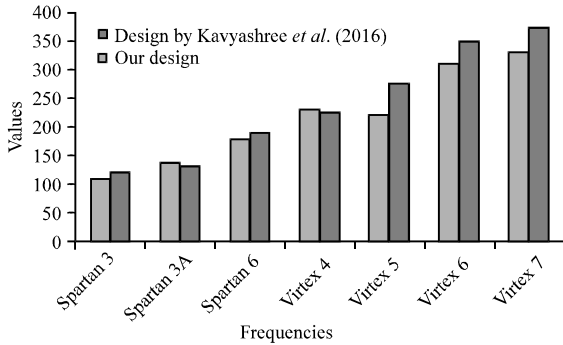 400
350
300
250
200
150
100
50
0
Values
Design by Kavyashree et al. (2016)
Our design
Spartan 3
Spartan 3A
Spartan 6
Virtex 4
Virtex 5
Virtex 6
Virtex 7
Frequencies